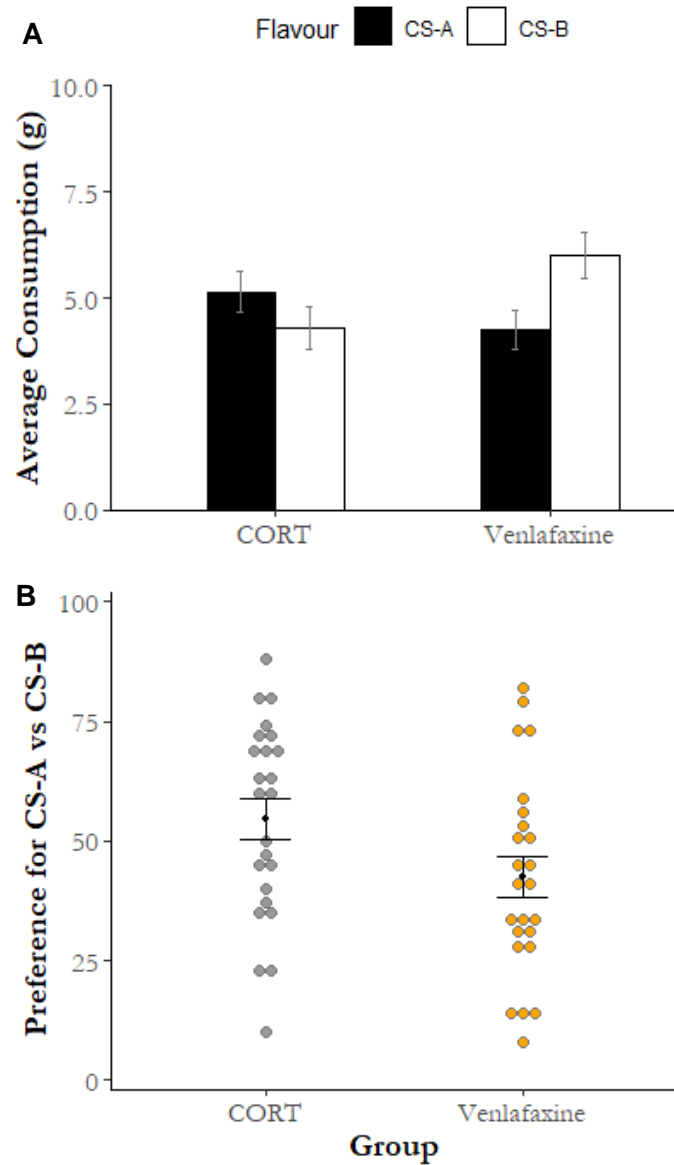 A
Flavour CS-A CS-B
Average Consumption (g)
10.0
7.5
5.0
2.5
0.0
CORT Venlafaxine
B
Preference for CS-A vs CS-B
100
75
50
25
0
CORT Venlafaxine
Group